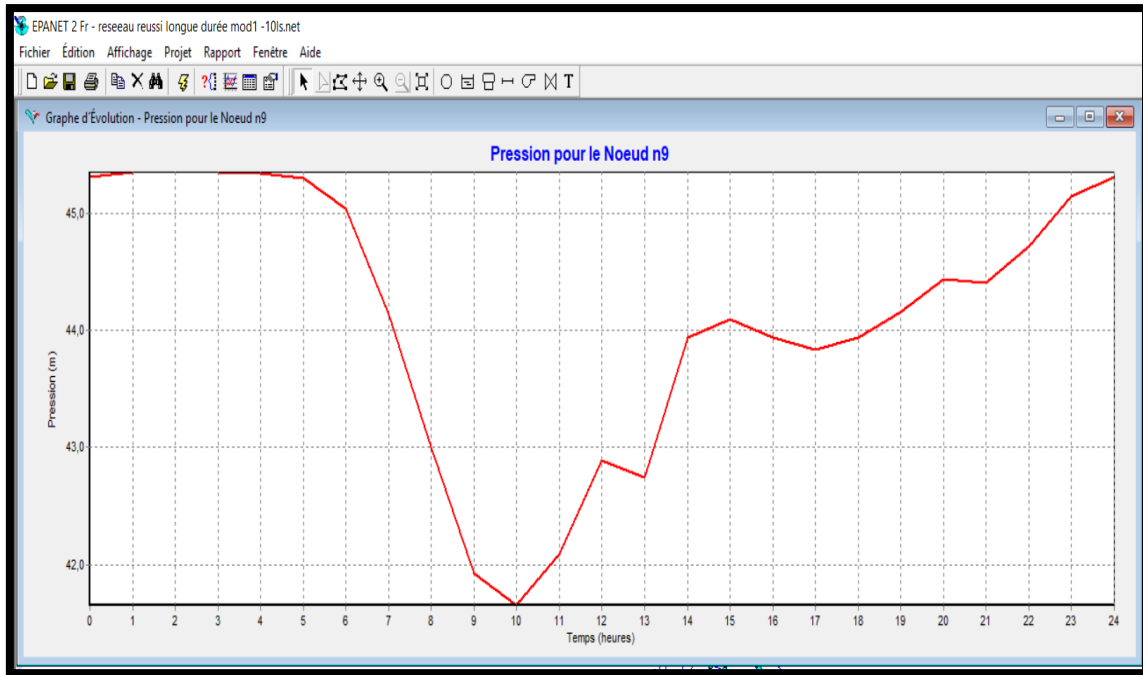 EPANET 2 Fr - reseeau reussi longue durée mod1 -10ls.net
Fichier Édition Affichage Projet Rapport Fenêtre Aide
T
Graphe d'Évolution - Pression pour le Noeud n9
Pression pour le Noeud n9
45,0
44,0
43,0
42,0
Pression (m)
0 1 2 3 4 5 6 7 8 9 10 11 12 13 14 15 16 17 18 19 20 21 22 23 24
Temps (heures)